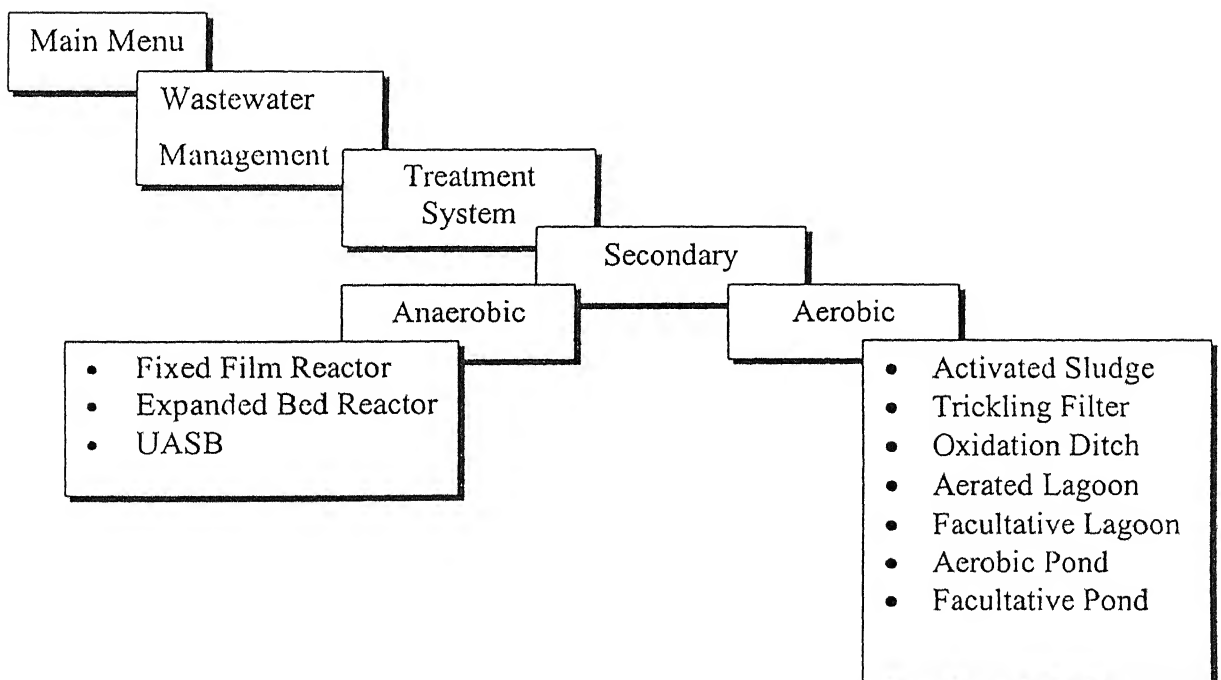 Main Menu
Wastewater
Management
Treatment
System
Secondary
Anaerobic
Aerobic
• Fixed Film Reactor
• Expanded Bed Reactor
• UASB
• Activated Sludge
• Trickling Filter
• Oxidation Ditch
• Aerated Lagoon
• Facultative Lagoon
• Aerobic Pond
• Facultative Pond